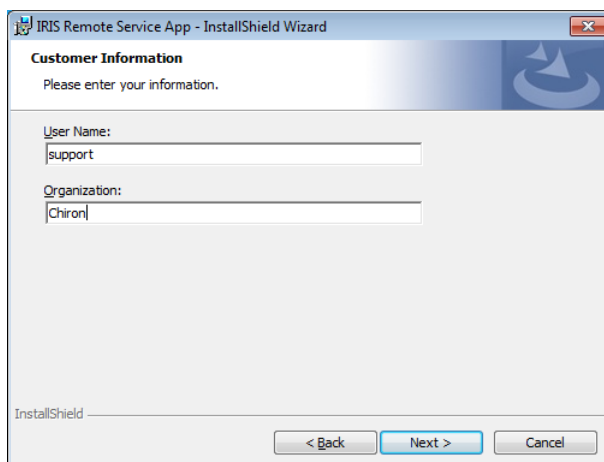 IRIS Remote Service App - InstallShield Wizard
Customer Information
Please enter your information.
User Name:
support
Organization:
Chiron
InstallShield
< Back Next > Cancel